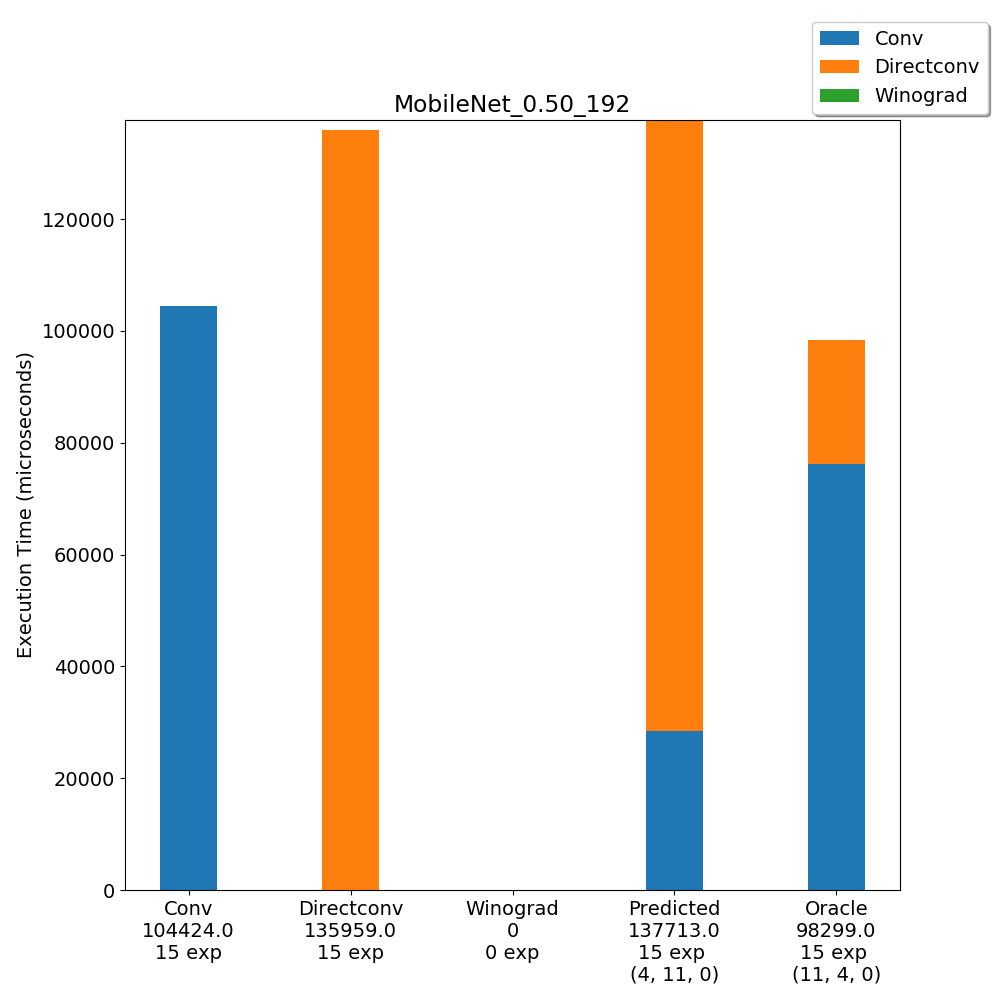 Conv
Directconv
Winograd
MobileNet_0.50_192
Execution Time (microseconds)
120000
100000
80000
60000
40000
20000
0
Conv Directconv Winograd Predicted Oracle
104424.0 135959.0 0 137713.0 98299.0
15 exp 15 exp 0 exp 15 exp 15 exp
(4, 11, 0) (11, 4, 0)